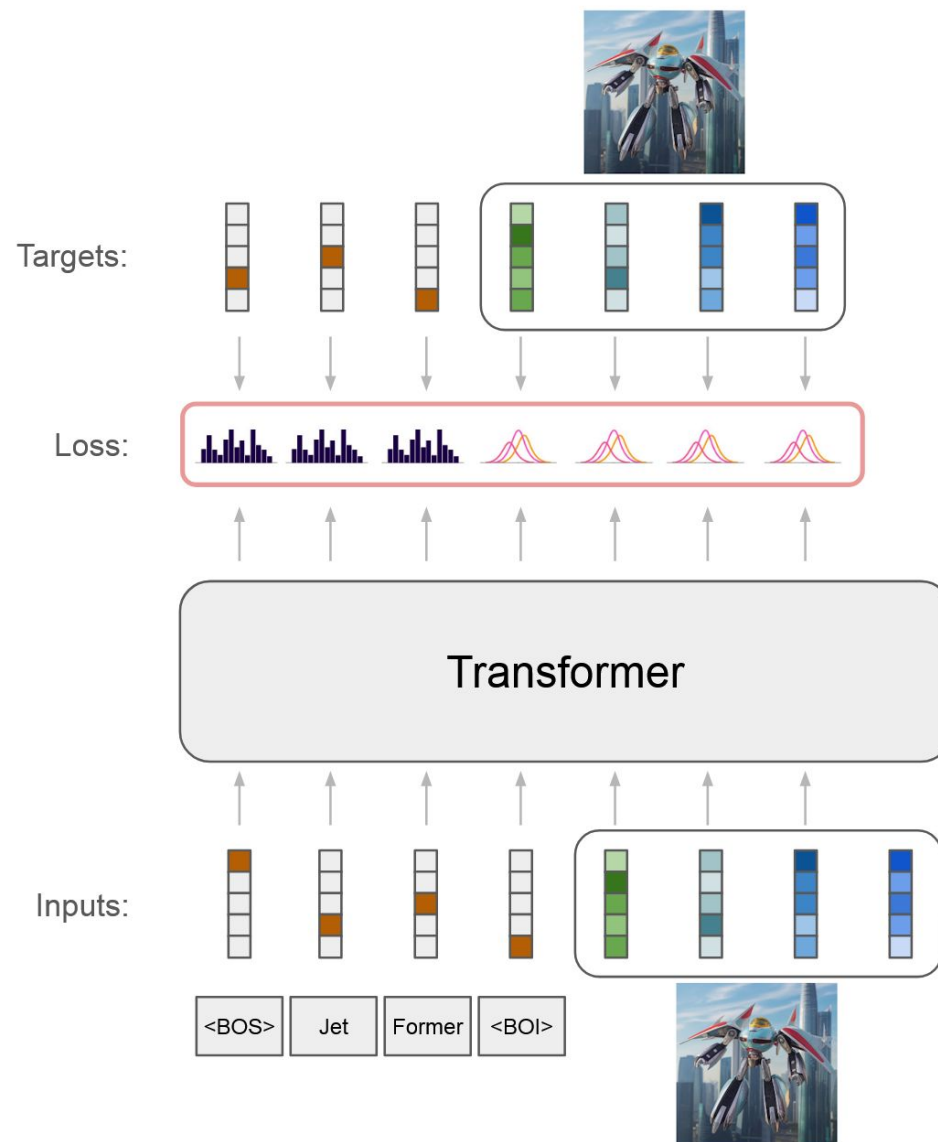 Targets:
Loss:
Transformer
Inputs:
<BOS> Jet Former <BOI>